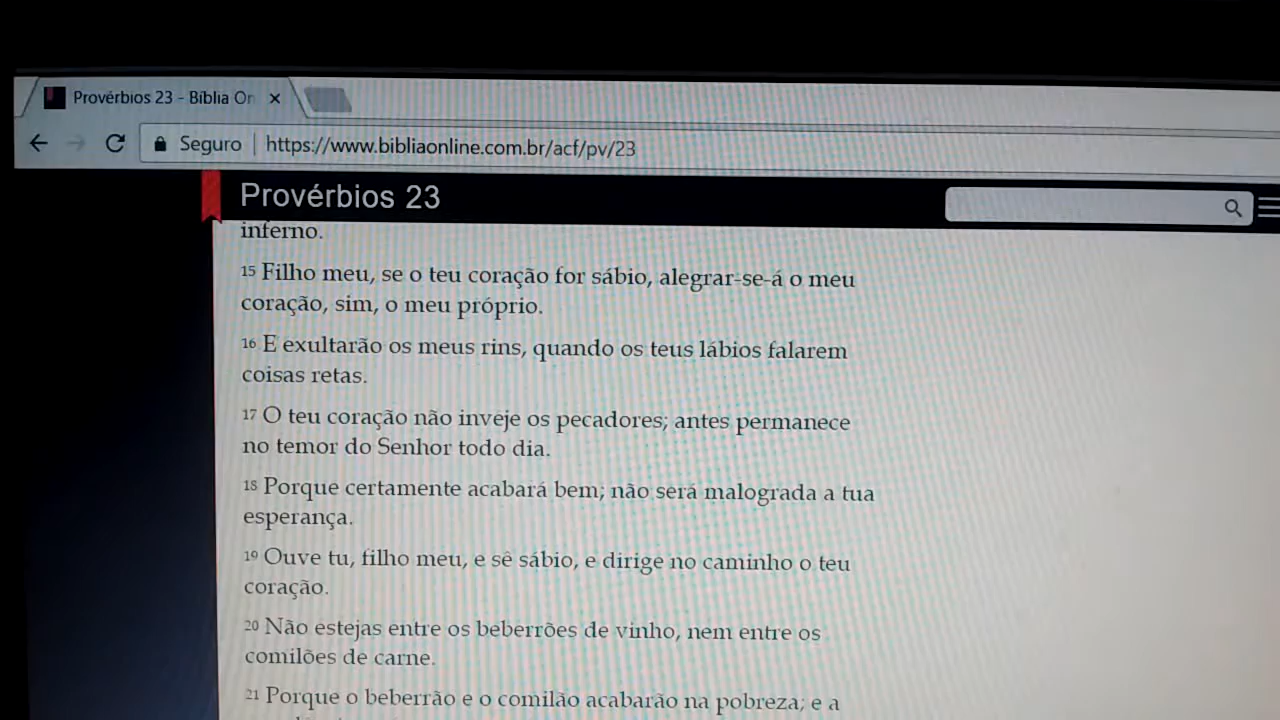 Provérbios 23 - Bíblia On
Seguro https://www.bibliaonline.com.br/acf/pv/23
Provérbios 23
inferno.
15 Filho meu, se o teu coração for sábio, alegrar-se-á o meu
coração, sim, o meu próprio.
16 E exultarão os meus rins, quando os teus lábios falarem
coisas retas.
17 O teu coração não inveje os pecadores; antes permanece
no temor do Senhor todo dia.
18 Porque certamente acabará bem; não será malograda a tua
esperança.
19 Ouve tu, filho meu, e sê sábio, e dirige no caminho o teu
coração.
20 Não estejas entre os beberrões de vinho, nem entre os
comilões de carne.
21 Porque o beberrão e o comilão acabarão na pobreza; e a